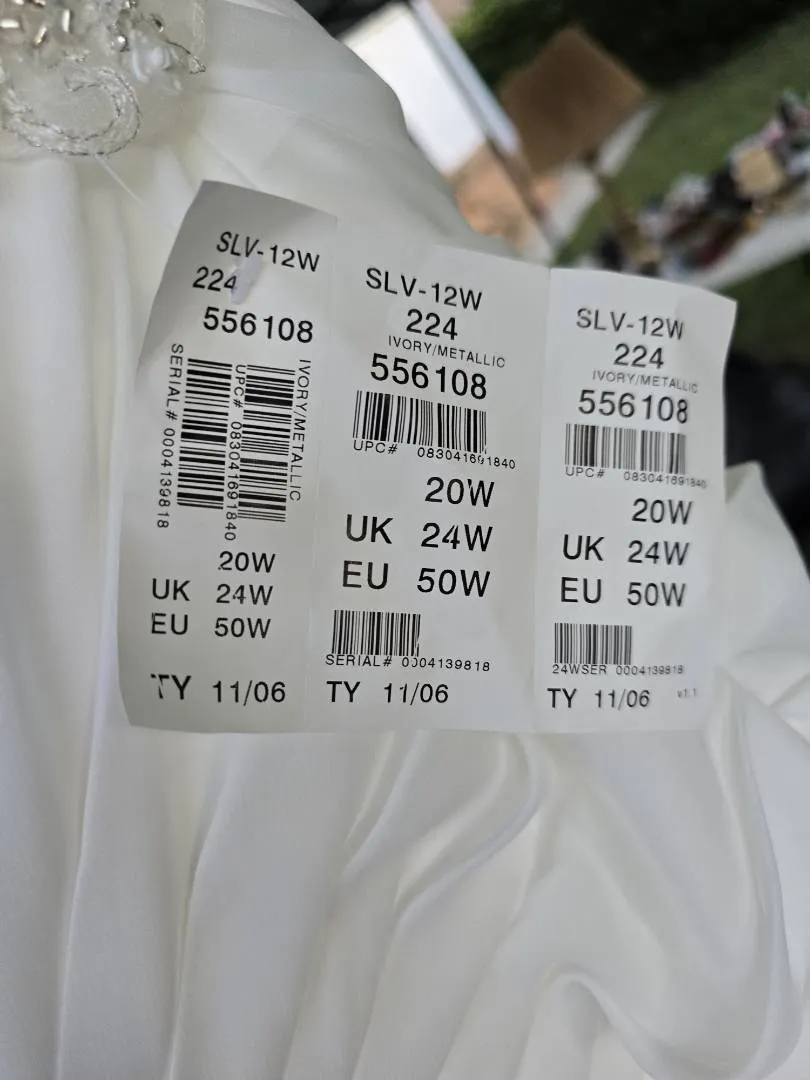 SLV-12W
224
556108
SERIAL# 0004139818
UPC# 083041691840
IVORY/METALLIC
20W
UK 24W
EU 50W
TY 11/06
SLV-12W
224
IVORY/METALLIC
556108
UPC# 083041691840
20W
UK 24W
EU 50W
SERIAL# 0004139818
TY 11/06
SLV-12W
224
IVORY/METALLIC
556108
UPC# 083041691840
20W
UK 24W
EU 50W
24WSER 0004139818
TY 11/06 v1.1